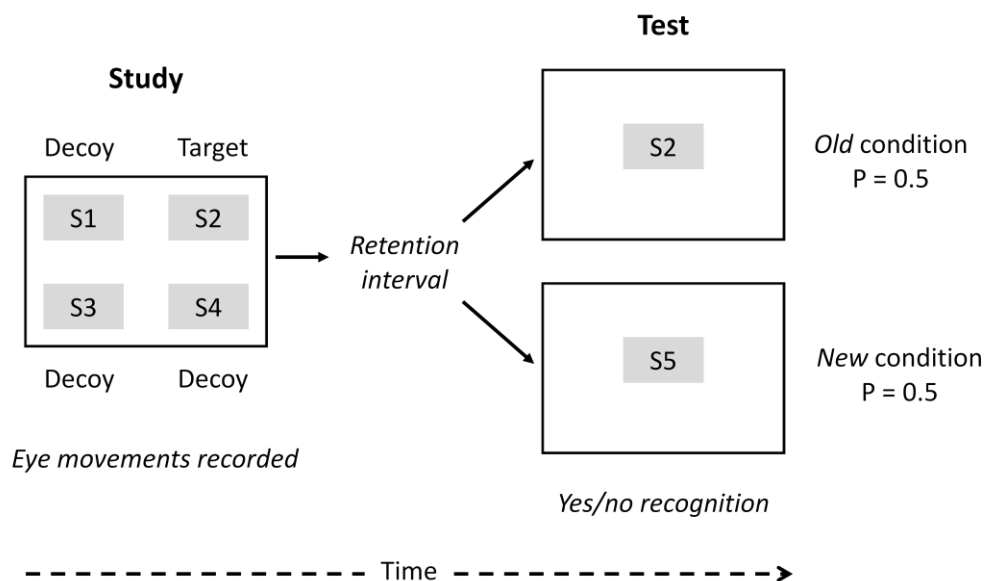 Study
Decoy Target
S1 S2
S3 S4
Decoy Decoy
Eye movements recorded
Retention
interval
Test
S2
Old condition
P = 0.5
S5
New condition
P = 0.5
Yes/no recognition
Time